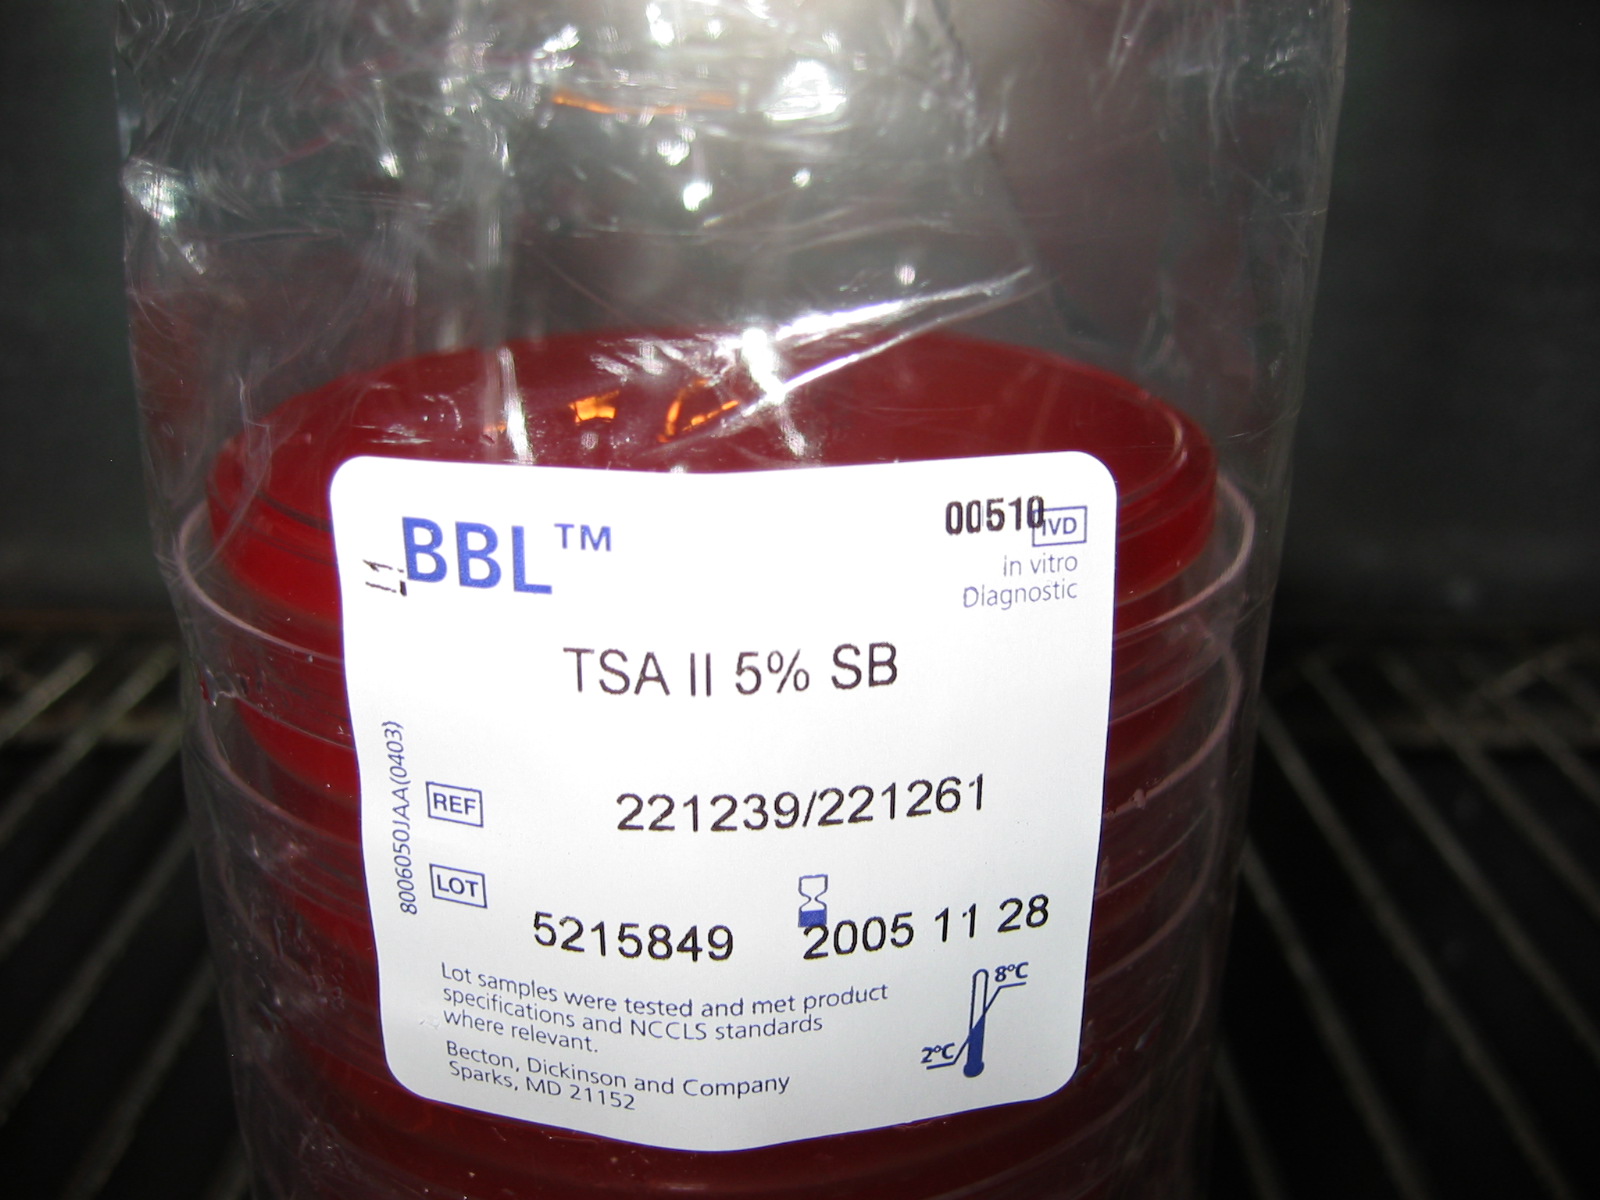 00510
IVD
BBL™
in vitro
Diagnostic
TSA II 5% SB
8006050JAA(0403)
REF
221239/221261
LOT
5215849
2005 11 28
8°C
2°C
Lot samples were tested and met product
specifications and NCCLS standards
where relevant.
Becton, Dickinson and Company
Sparks, MD 21152